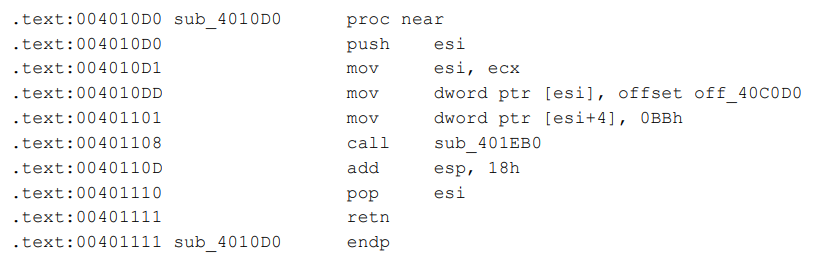 .text:004010D0 sub_4010D0 proc near
.text:004010D0 push esi
.text:004010D1 mov esi, ecx
.text:004010DD mov dword ptr [esi], offset off_40C0D0
.text:00401101 mov dword ptr [esi+4], 0BBh
.text:00401108 call sub_401EB0
.text:0040110D add esp, 18h
.text:00401110 pop esi
.text:00401111 retn
.text:00401111 sub_4010D0 endp